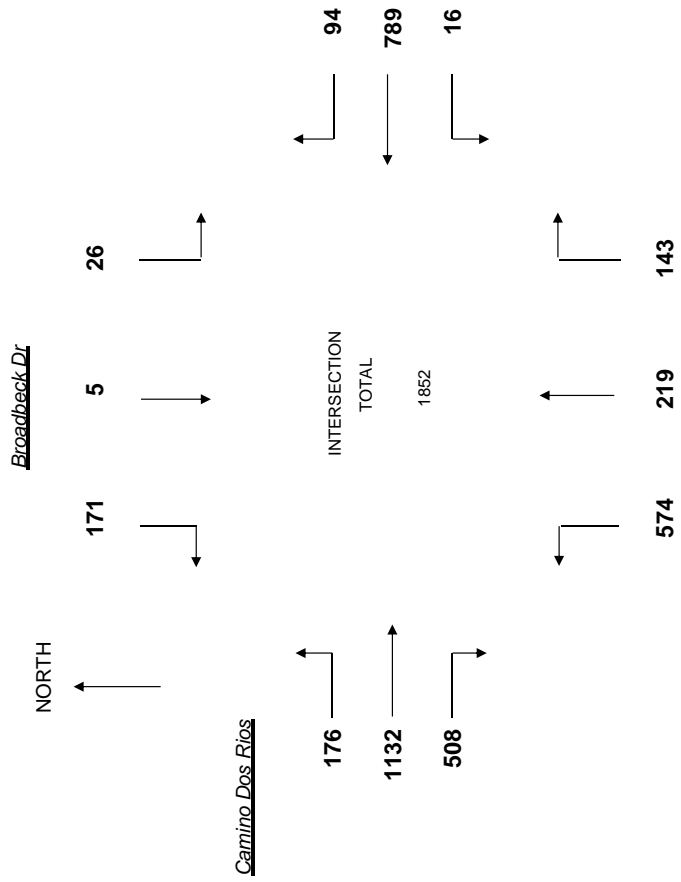 Broadbeck Dr
NORTH
171
5
26
Camino Dos Rios
176
1132
508
94
789
16
INTERSECTION
TOTAL
1852
574
219
143